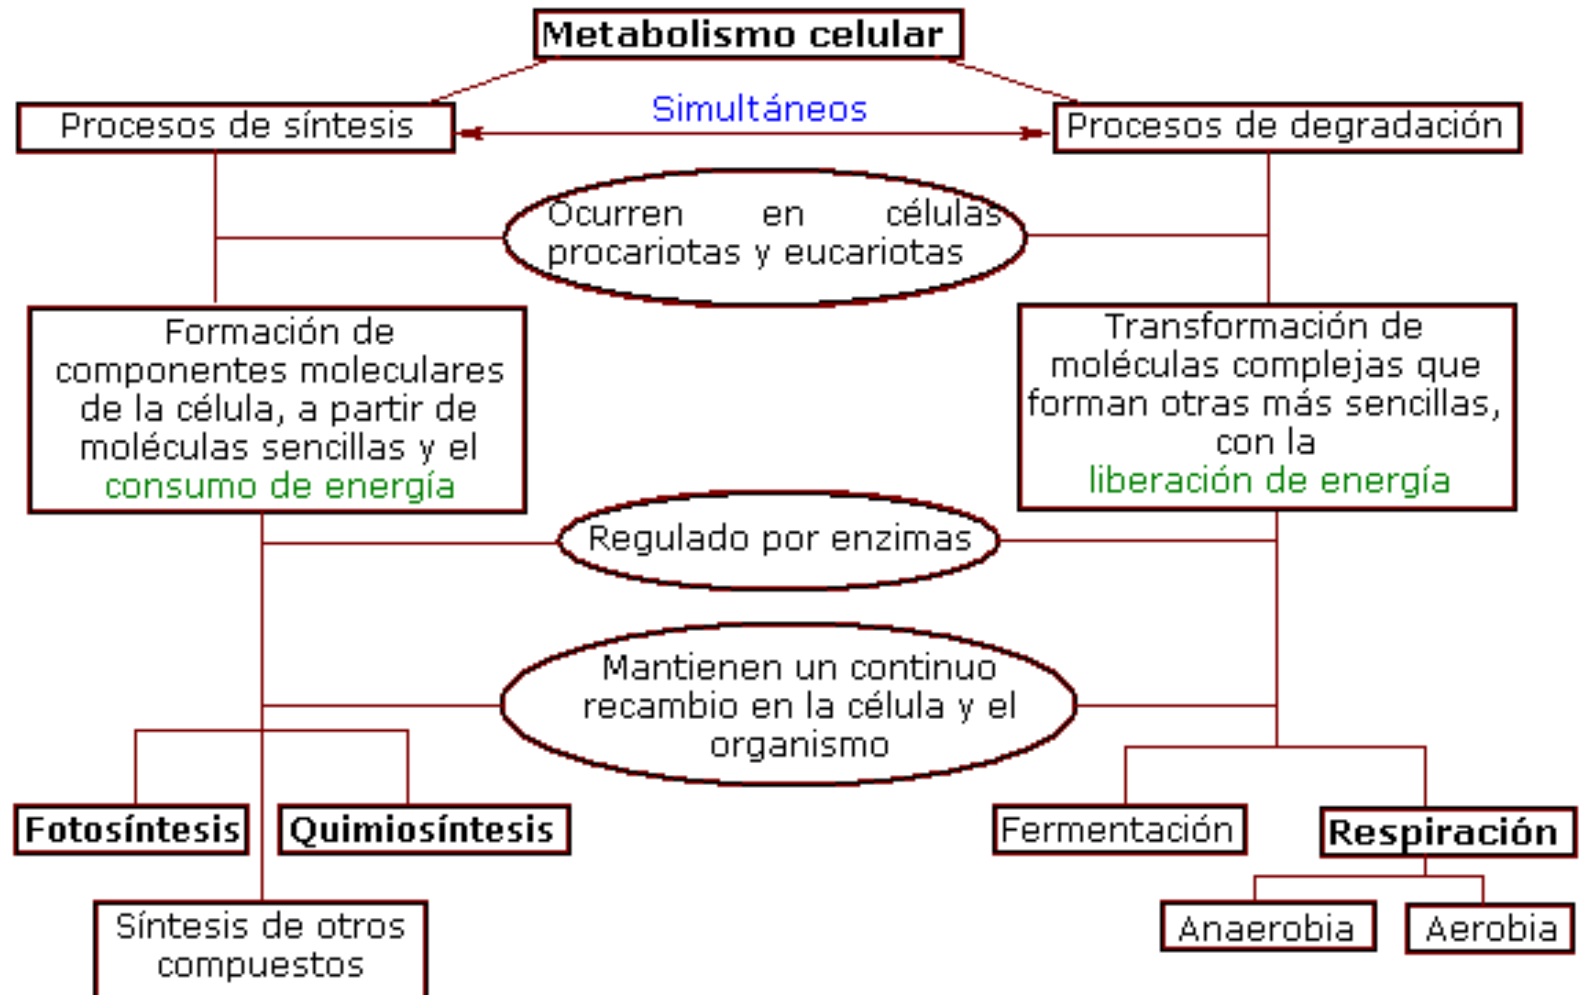 Metabolismo celular
Simultáneos
Procesos de síntesis
Procesos de degradación
Ocurren en células
procariotas y eucariotas
Formación de
componentes moleculares
de la célula, a partir de
moléculas sencillas y el
consumo de energía
Transformación de
moléculas complejas que
forman otras más sencillas,
con la
liberación de energía
Regulado por enzimas
Mantienen un continuo
recambio en la célula y el
organismo
Fotosíntesis
Quimiosíntesis
Fermentación
Respiración
Síntesis de otros
compuestos
Anaerobia
Aerobia